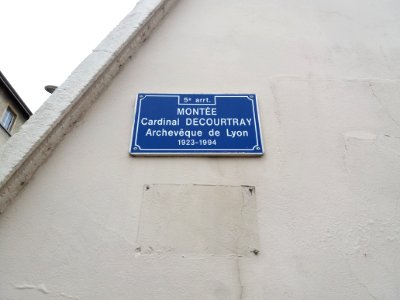 5e arrt.
MONTÉE
Cardinal DECOURTRAY
Archevêque de Lyon
1923-1994